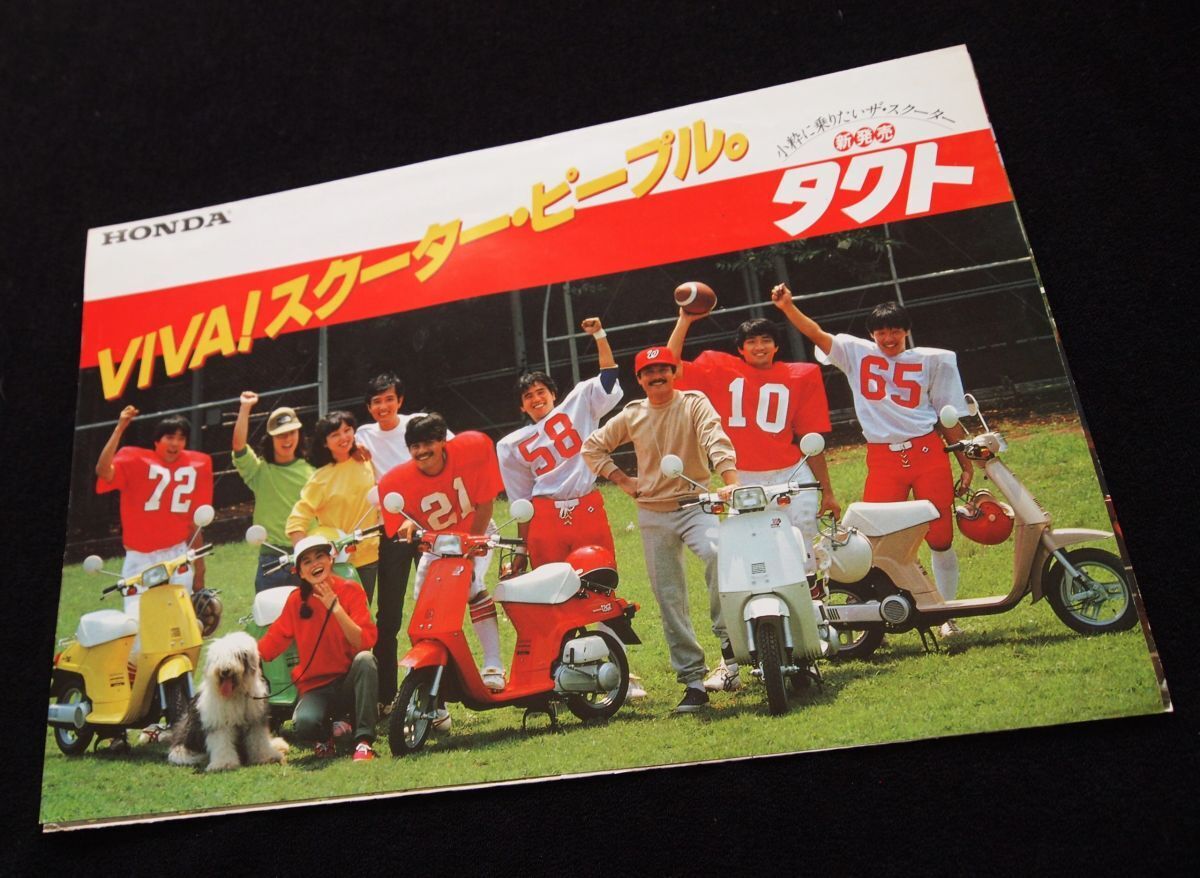 HONDA
VIVA!スクーター・ピープル。
小粋に乗りたいザ・スクーター
新発売
タクト
72
21
58
W
10
65